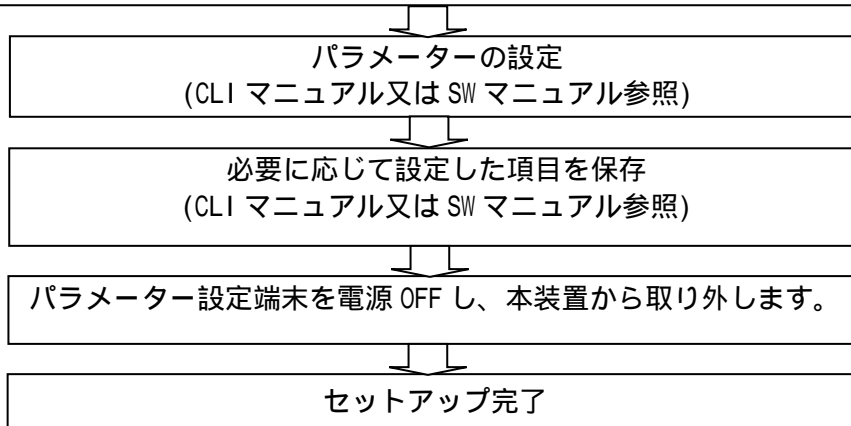 パラメーターの設定
(CLI マニュアル又は SW マニュアル参照)
必要に応じて設定した項目を保存
(CLI マニュアル又は SW マニュアル参照)
パラメーター設定端末を電源 OFF し、本装置から取り外します。
セットアップ完了